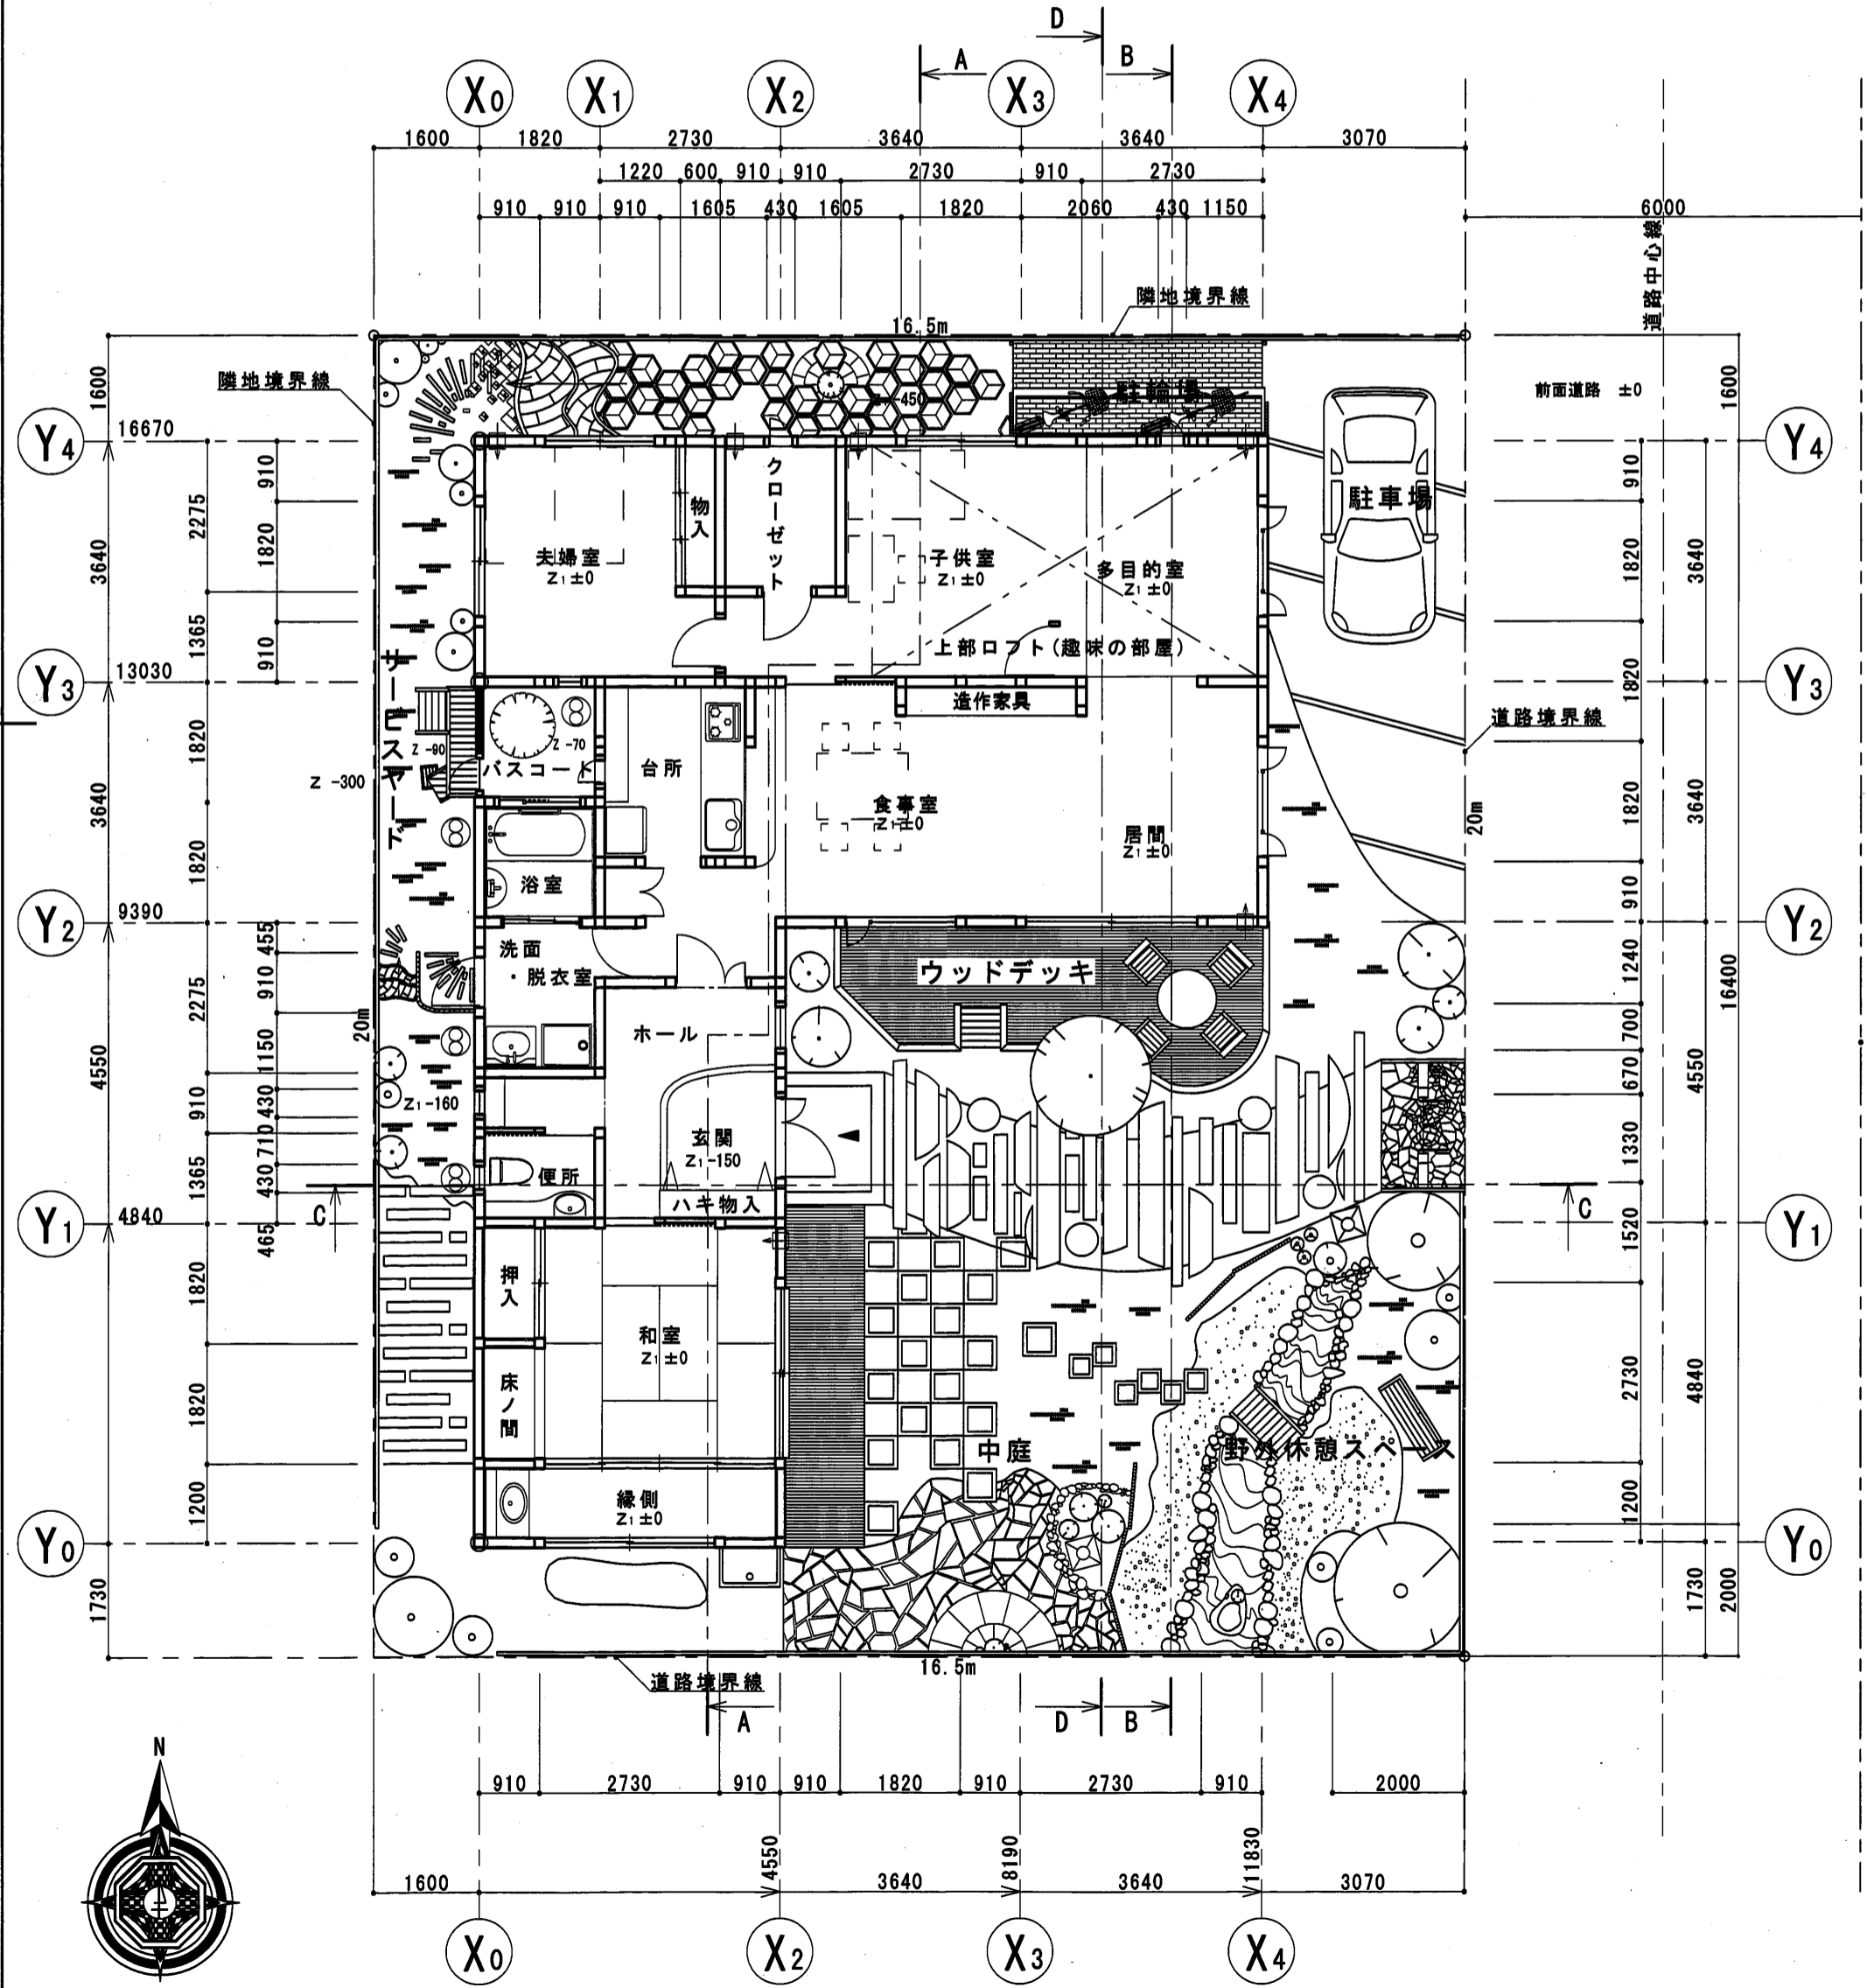 D
A
B
X0
X1
X2
X3
X4
1600
1820
2730
3640
3640
3070
1220
600
910
910
2730
910
2730
910
910
910
1605
430
1605
1820
2060
430
1150
6000
道路中心線
隣地境界線
16.5m
隣地境界線
前面道路 ±0
Y4
16670
3640
Y3
13030
3640
Y2
9390
4550
Y1
4840
Y0
1600
1730
2275
1365
1820
1820
2275
910
1365
1820
1820
1200
910
1820
910
455
910
1150
430
710
430
465
-450
駐輪場
駐車場
物入
クローゼット
夫婦室
Z1±0
子供室
Z1±0
多目的室
Z1±0
上部ロフト(趣味の部屋)
造作家具
サービスヤード
Z -90
Z -70
Z -300
バスコート
台所
食事室
Z1±0
居間
Z1±0
浴室
洗面
・脱衣室
ウッドデッキ
ホール
20m
20m
道路境界線
Z1-160
玄関
Z1-150
便所
ハキ物入
C
C
押入
和室
Z1±0
床ノ間
中庭
野外休憩スペース
縁側
Z1±0
16.5m
道路境界線
Y4
Y3
Y2
Y1
Y0
910
1820
1820
1820
910
1240
700
670
1330
1520
2730
1200
1600
3640
3640
4550
4840
1730
16400
2000
A
D
B
N
910
2730
910
910
1820
910
2730
910
2000
4550
8190
11830
1600
3640
3640
3070
X0
X2
X3
X4